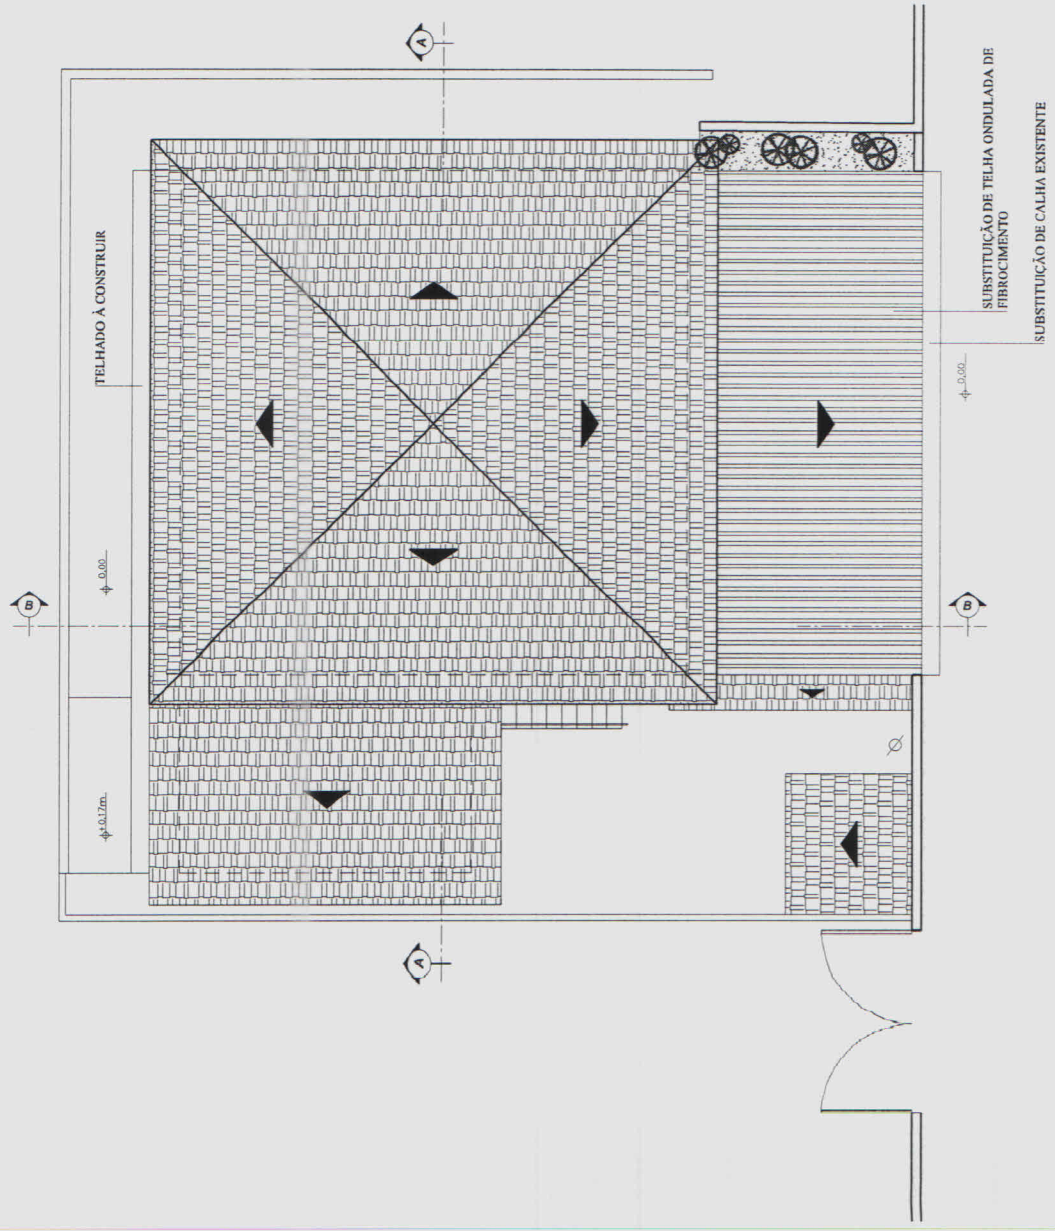 TELHADO À CONSTRUIR
0,00
+0,17m
B
A
A
B
0,00
SUBSTITUIÇÃO DE TELHA ONDULADA DE
FIBROCIMENTO
SUBSTITUIÇÃO DE CALHA EXISTENTE